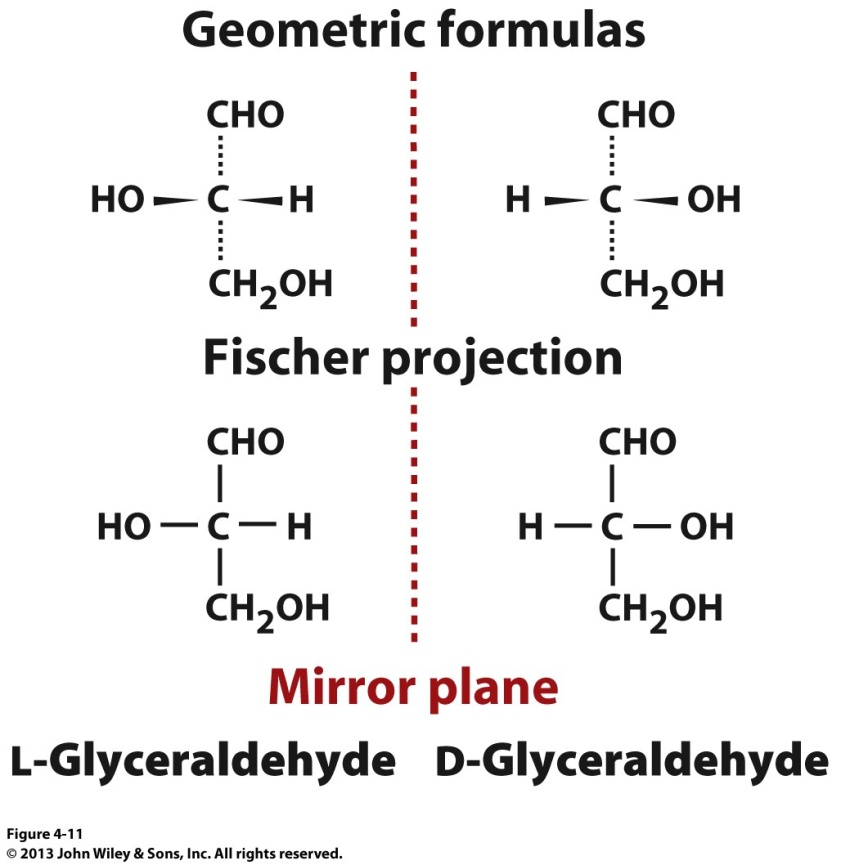 Geometric formulas
CHO CHO
HO C H H C OH
CH₂OH CH₂OH
Fischer projection
CHO CHO
HO — C — H H — C — OH
CH₂OH CH₂OH
Mirror plane
L-Glyceraldehyde D-Glyceraldehyde
Figure 4-11
© 2013 John Wiley & Sons, Inc. All rights reserved.